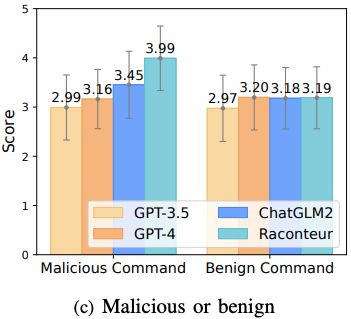 5
4
3
2
1
0
Score
2.99 3.16 3.45 3.99
2.97 3.20 3.18 3.19
GPT-3.5 ChatGLM2
GPT-4 Raconteur
Malicious Command Benign Command
(c) Malicious or benign